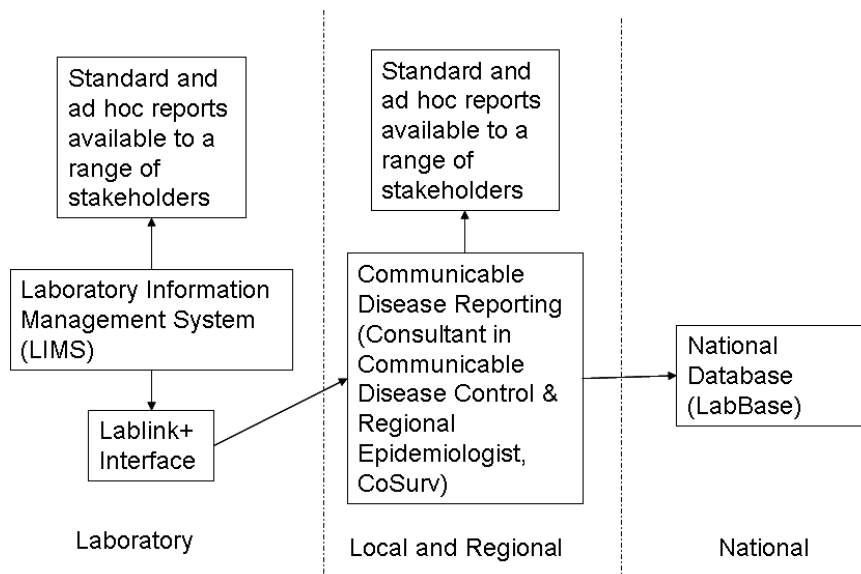 Standard and
ad hoc reports
available to a
range of
stakeholders
Laboratory Information
Management System
(LIMS)
Lablink+
Interface
Laboratory
Standard and
ad hoc reports
available to a
range of
stakeholders
Communicable
Disease Reporting
(Consultant in
Communicable
Disease Control &
Regional
Epidemiologist,
CoSurv)
Local and Regional
National
Database
(LabBase)
National